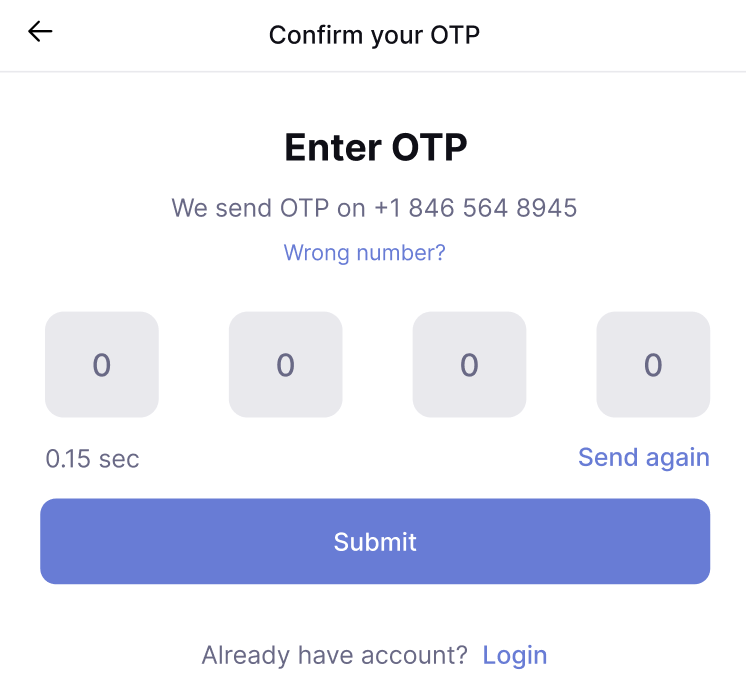 Confirm your OTP
Enter OTP
We send OTP on +1 846 564 8945
Wrong number?
0 0 0 0
0.15 sec Send again
Submit
Already have account? Login